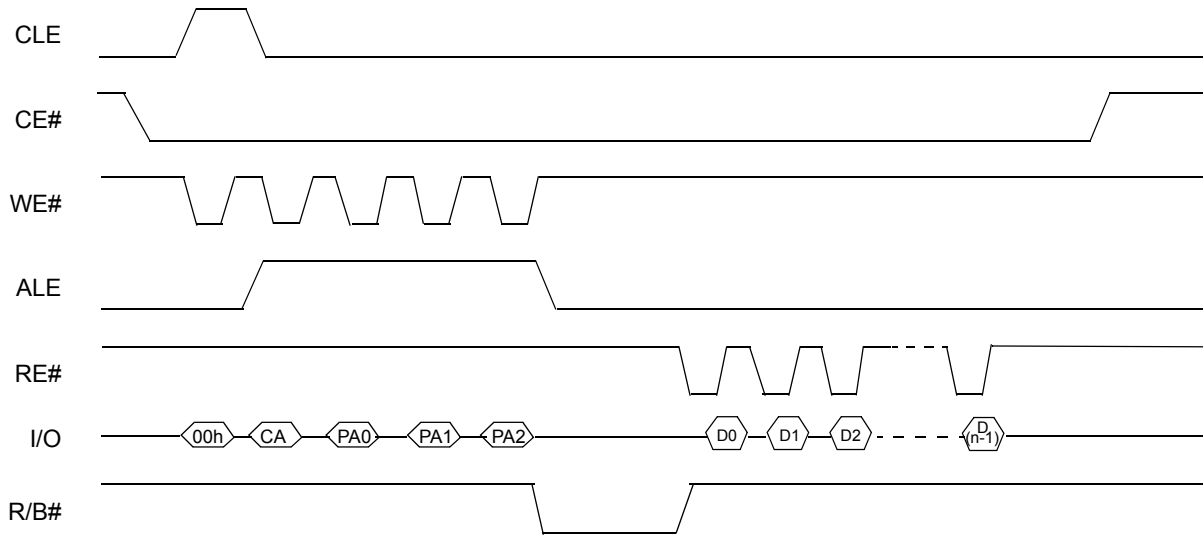 CLE
CE#
WE#
ALE
RE#
I/O 00h CA PA0 PA1 PA2 D0 D1 D2 D (n-1)
R/B#